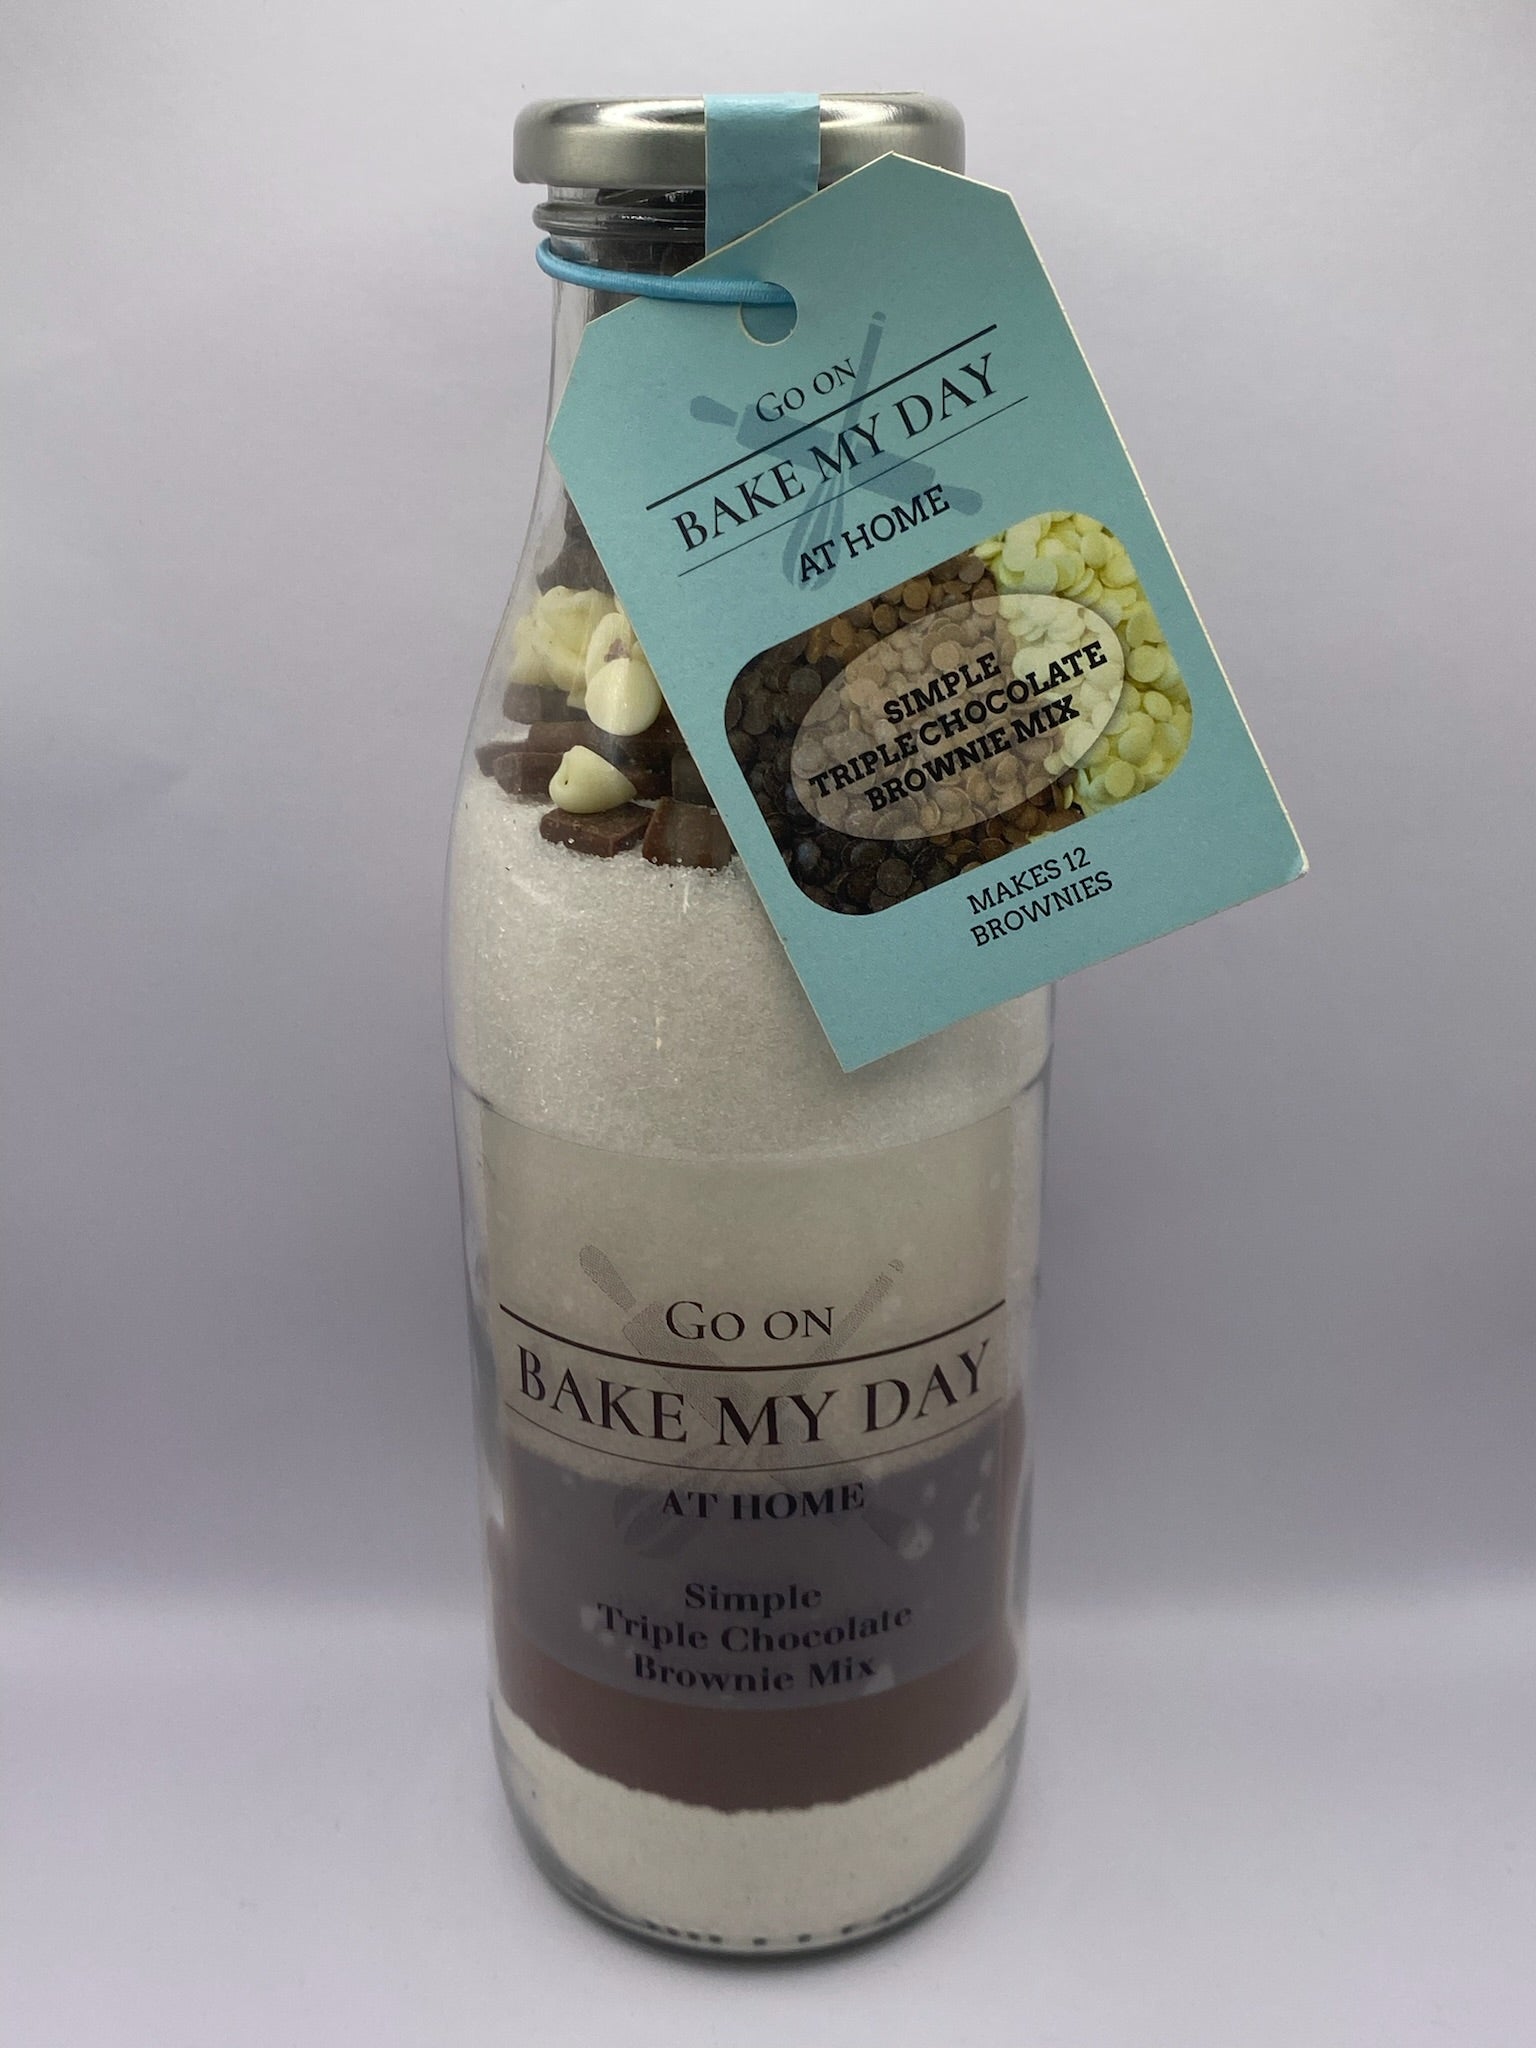 GO ON
BAKE MY DAY
AT HOME
SIMPLE
TRIPLE CHOCOLATE
BROWNIE MIX
MAKES 12
BROWNIES
GO ON
BAKE MY DAY
AT HOME
Simple
Triple Chocolate
Brownie Mix